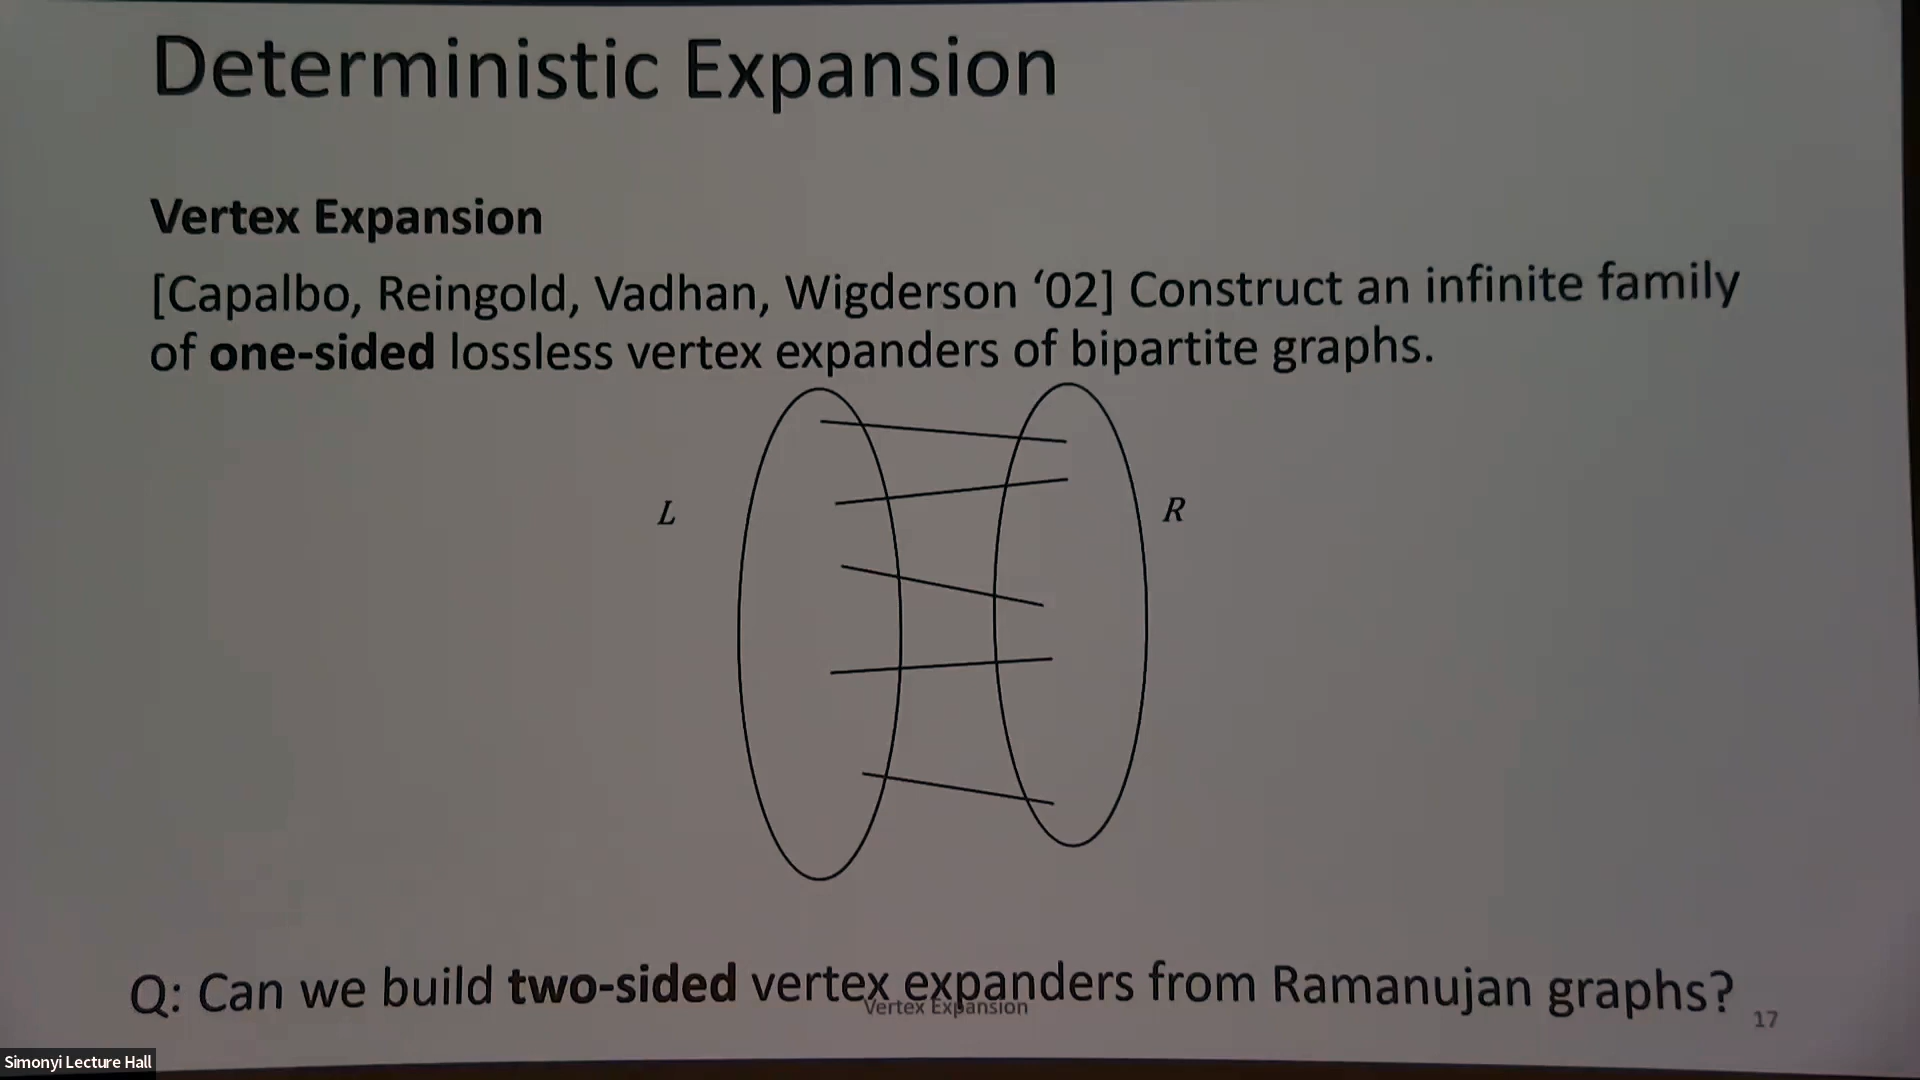 Deterministic Expansion
Vertex Expansion
[Capalbo, Reingold, Vadhan, Wigderson ‘02] Construct an infinite family
of one-sided lossless vertex expanders of bipartite graphs.
L
R
Q: Can we build two-sided vertex expanders from Ramanujan graphs?
Vertex Expansion
17
Simonyi Lecture Hall